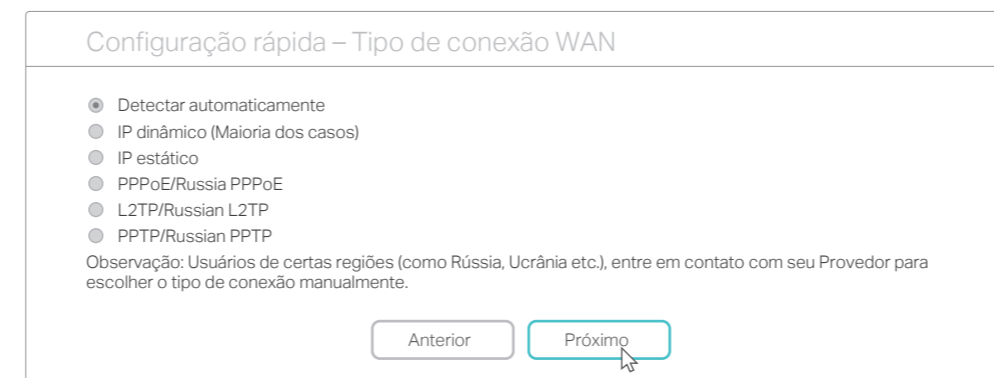 Configuração rápida – Tipo de conexão WAN
Detectar automaticamente
IP dinâmico (Maioria dos casos)
IP estático
PPPoE/Russia PPPoE
L2TP/Russian L2TP
PPTP/Russian PPTP
Observação: Usuários de certas regiões (como Rússia, Ucrânia etc.), entre em contato com seu Provedor para
escolher o tipo de conexão manualmente.
Anterior
Próximo